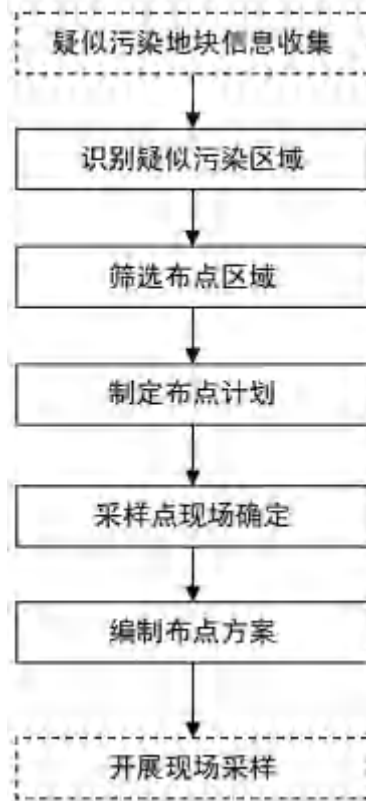 疑似污染地块信息收集
识别疑似污染区域
筛选布点区域
制定布点计划
采样点现场确定
编制布点方案
开展现场采样